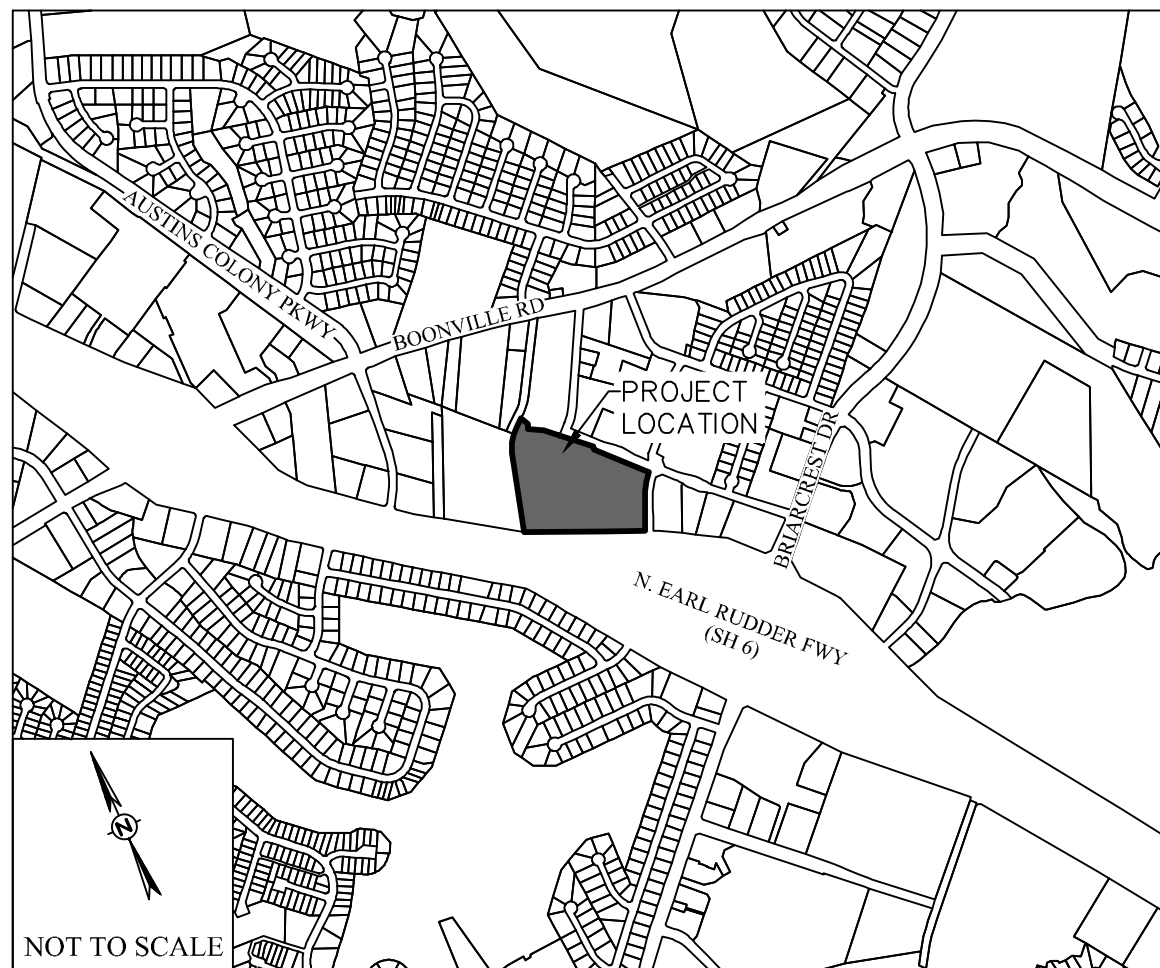 AUSTINS COLONY PKWY
BOONVILLE RD
PROJECT
LOCATION
BRIARCREST DR
N. EARL RUDDER FWY
(SH 6)
N
NOT TO SCALE